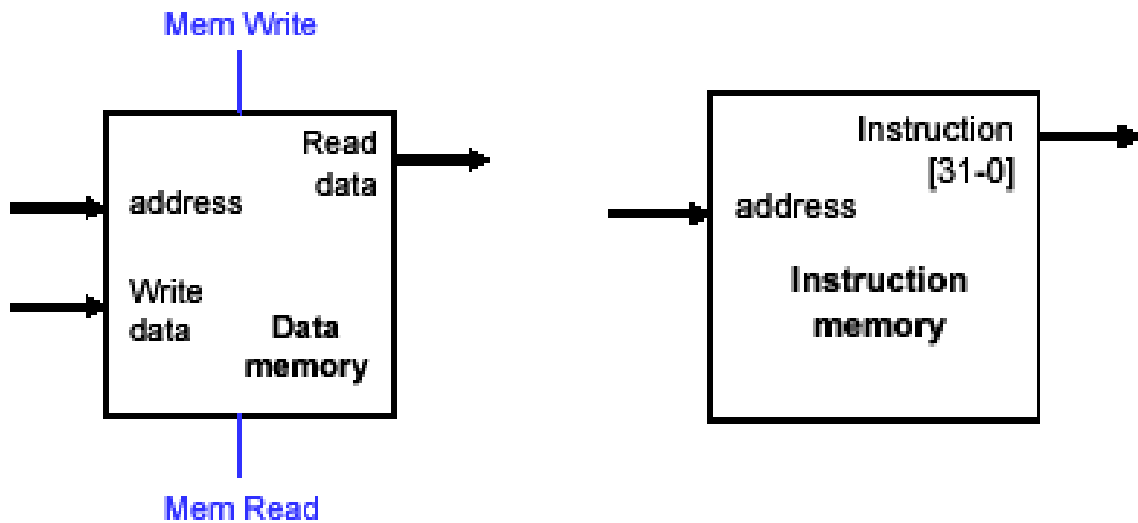 Mem Write
Read
data
address
Write
data
Data
memory
Mem Read
Instruction
[31-0]
address
Instruction
memory